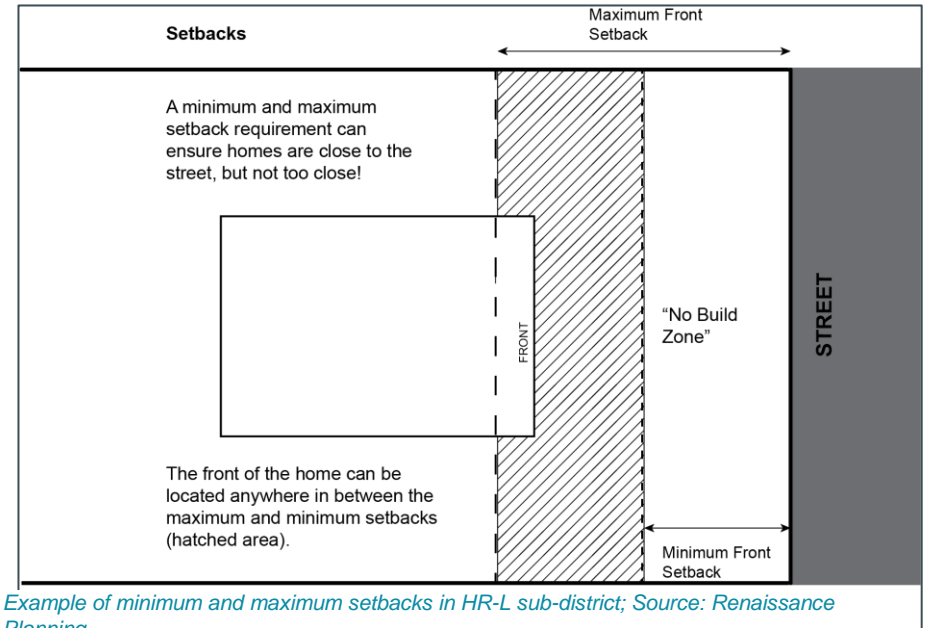 Setbacks
Maximum Front
Setback
A minimum and maximum
setback requirement can
ensure homes are close to the
street, but not too close!
FRONT
“No Build
Zone”
STREET
The front of the home can be
located anywhere in between the
maximum and minimum setbacks
(hatched area).
Minimum Front
Setback
Example of minimum and maximum setbacks in HR-L sub-district; Source: Renaissance
Planning